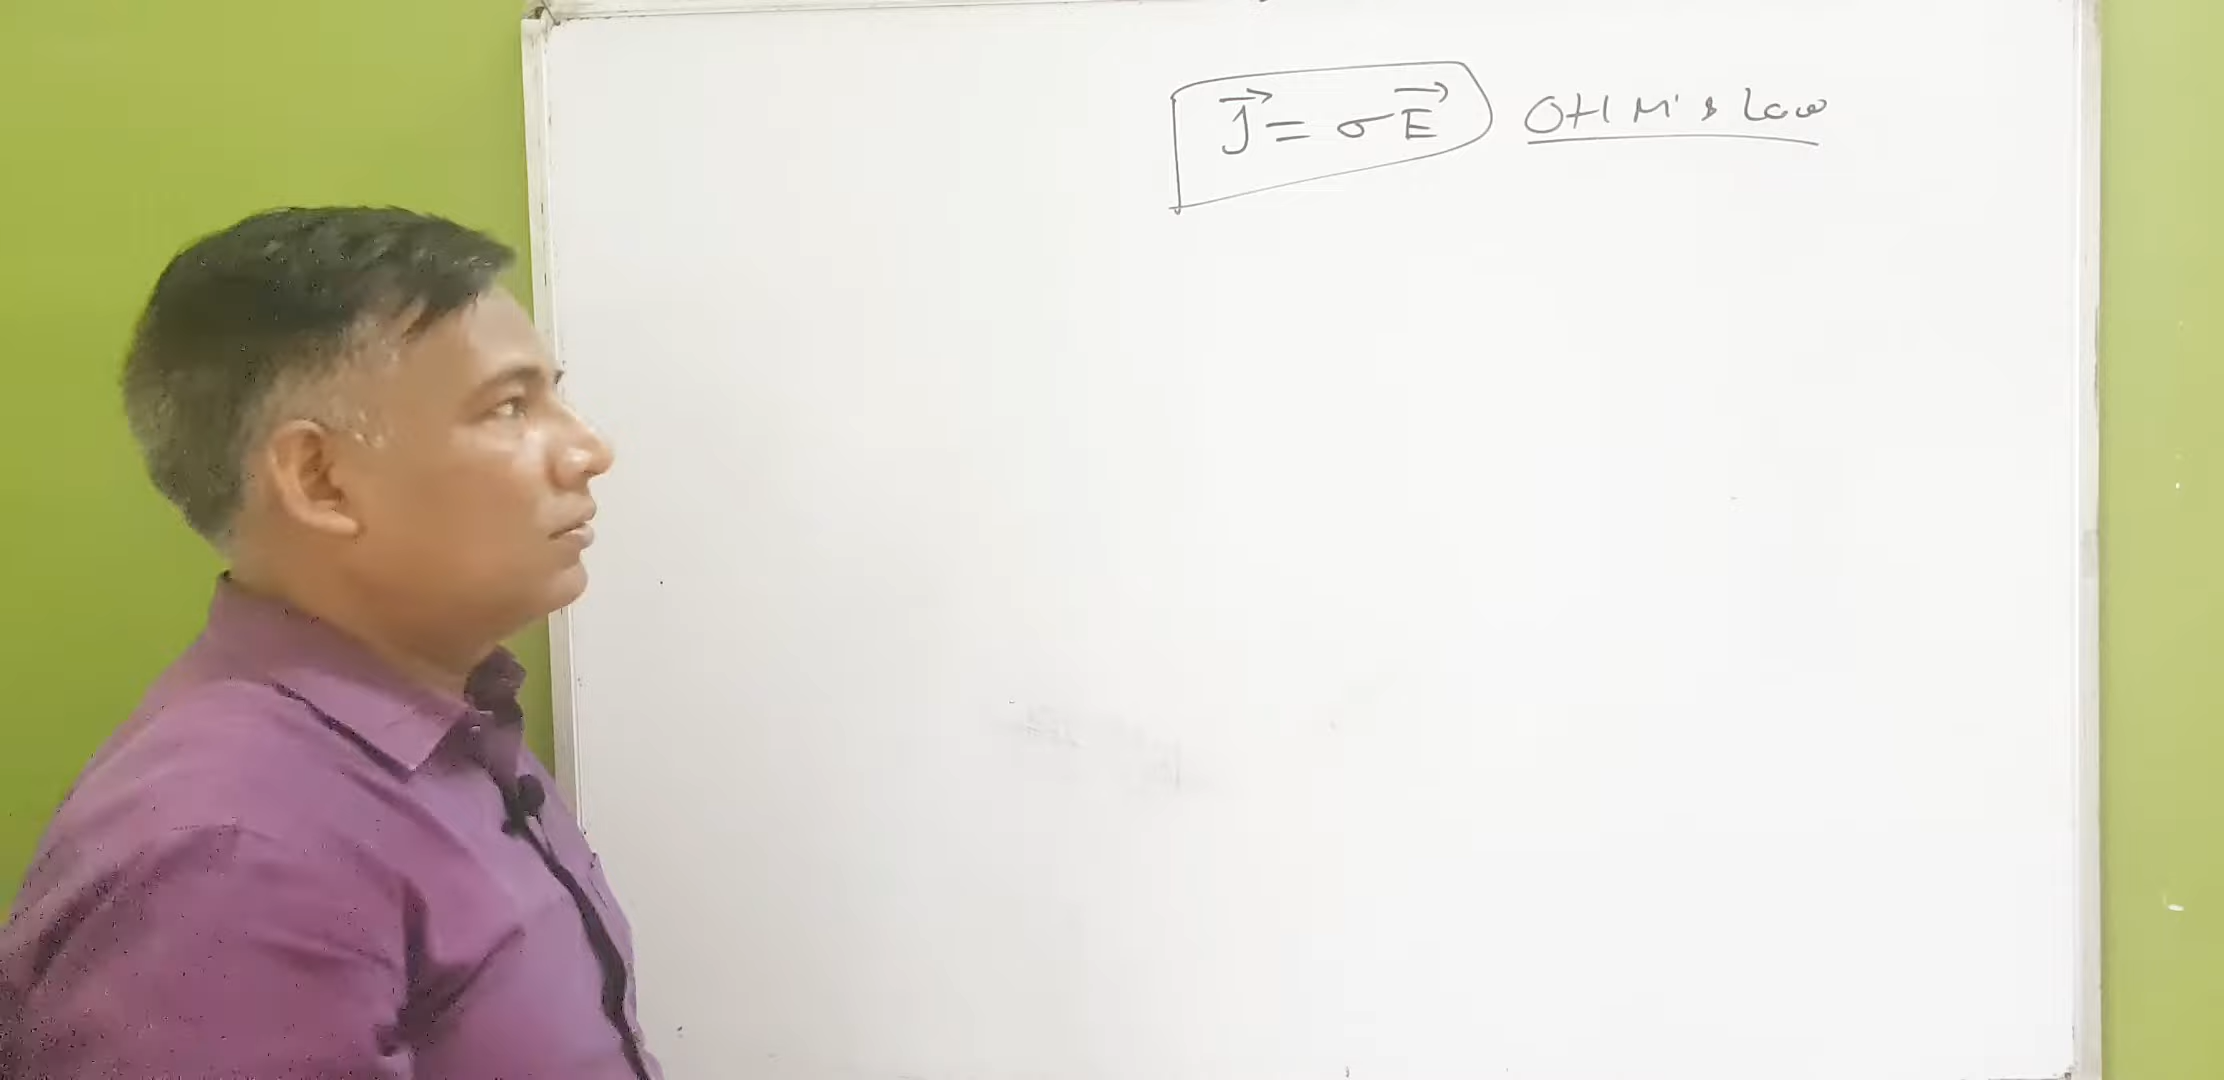 J⃗ = σE⃗ OHM's Law